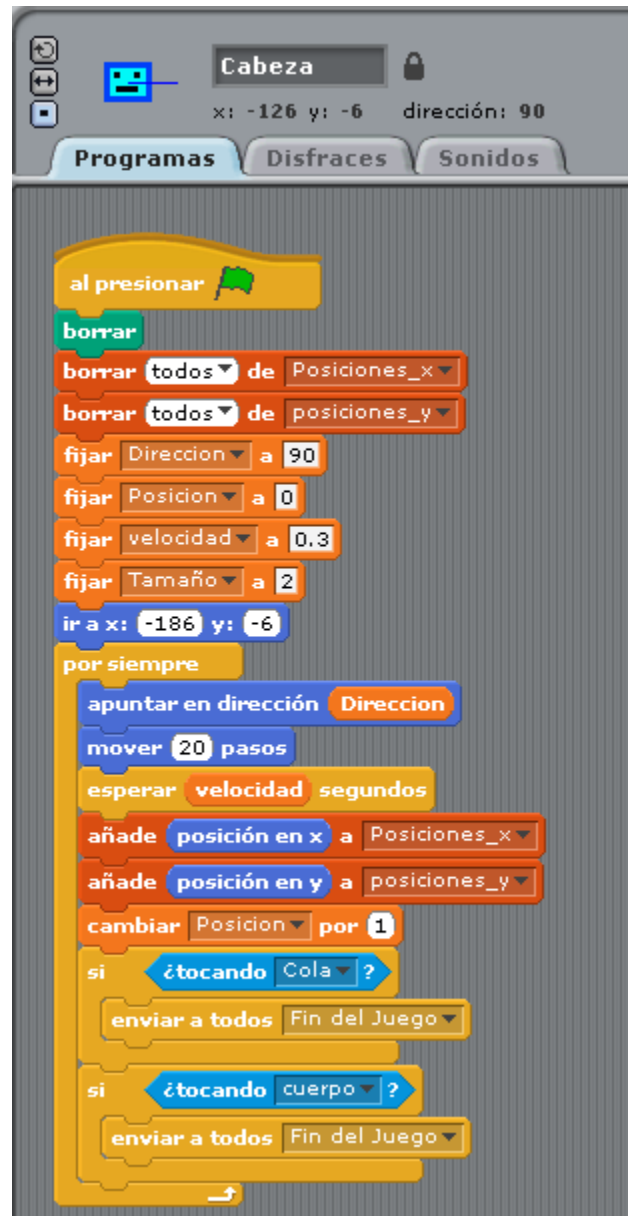 Cabeza
x: -126 y: -6 dirección: 90
Programas Disfraces Sonidos
al presionar
borrar
borrar todos de Posiciones_x
borrar todos de posiciones_y
fijar Direccion a 90
fijar Posicion a 0
fijar velocidad a 0.3
fijar Tamaño a 2
ir a x: -186 y: -6
por siempre
apuntar en dirección Direccion
mover 20 pasos
esperar velocidad segundos
añade posición en x a Posiciones_x
añade posición en y a posiciones_y
cambiar Posicion por 1
si ¿tocando Cola ?
enviar a todos Fin del Juego
si ¿tocando cuerpo ?
enviar a todos Fin del Juego